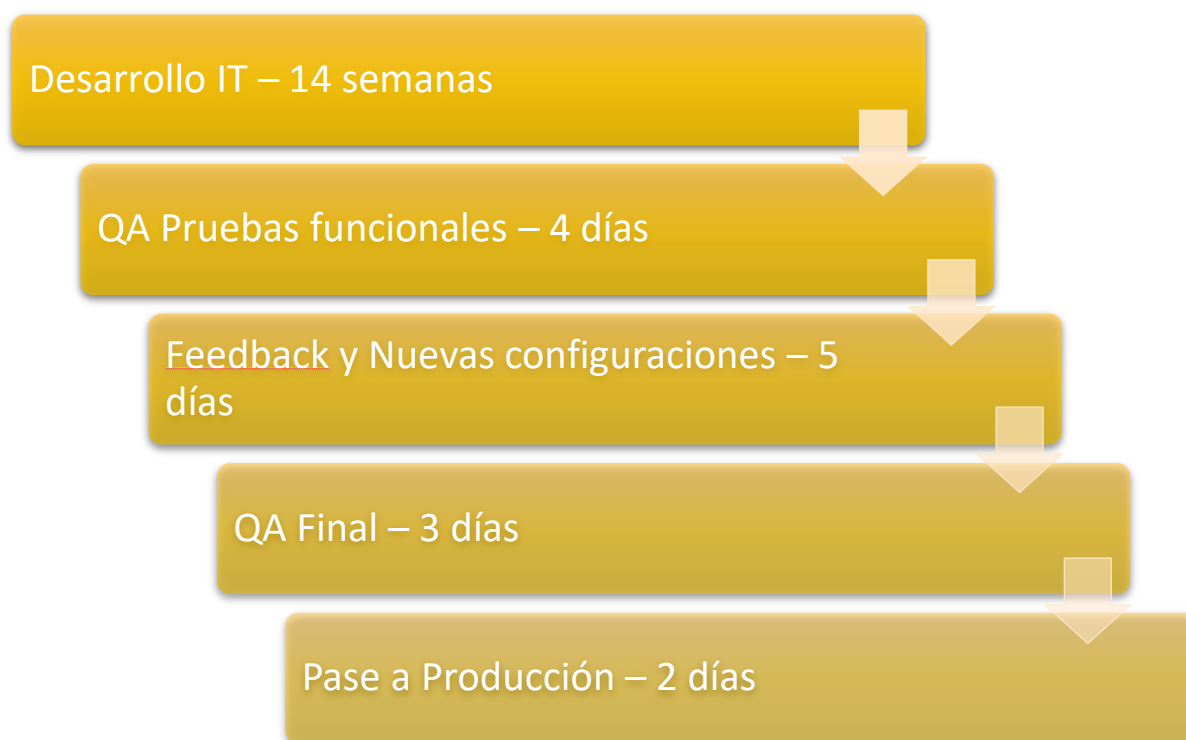 Desarrollo IT – 14 semanas
QA Pruebas funcionales – 4 días
Feedback y Nuevas configuraciones – 5
días
QA Final – 3 días
Pase a Producción – 2 días